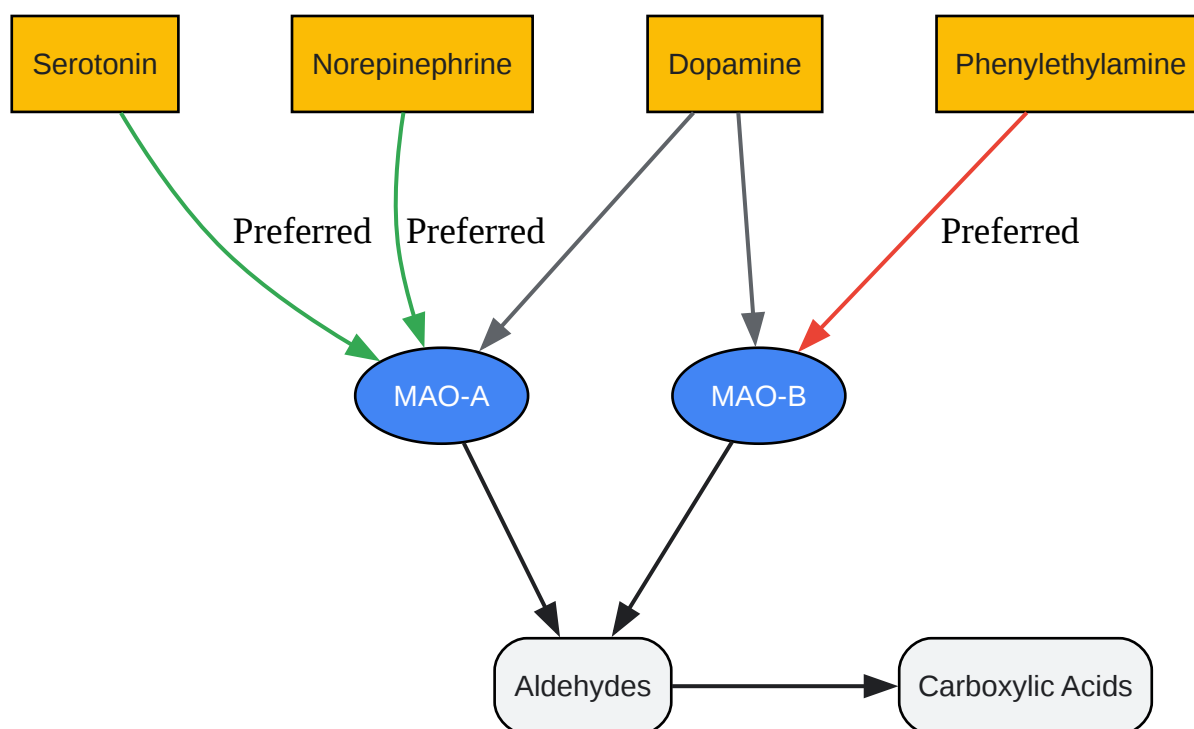 Serotonin
Norepinephrine
Dopamine
Phenylethylamine
Preferred
Preferred
Preferred
MAO-A
MAO-B
Aldehydes
Carboxylic Acids